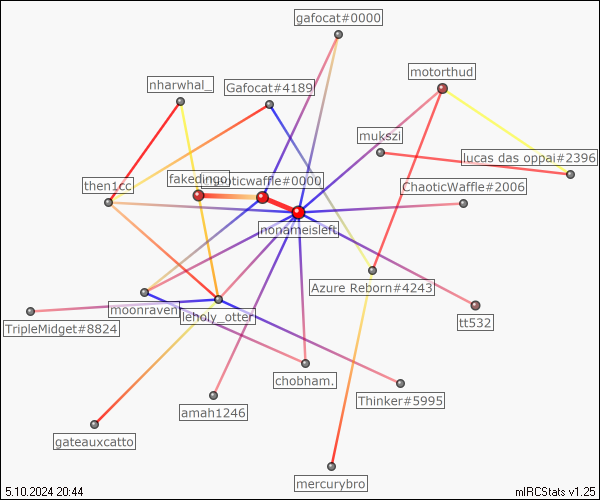 gafocat#0000
motorthud
nharwhal_
Gafocat#4189
mukszi
lucas das oppai#2396
fakedingo.
chaoticwaffle#0000
then1cc
ChaoticWaffle#2006
nonameisleft
Azure Reborn#4243
moonraven
leholy_otter
TripleMidget#8824
tt532
chobham.
amah1246
Thinker#5995
gateauxcatto
mercurybro
5.10.2024 20:44
mIRCStats v1.25